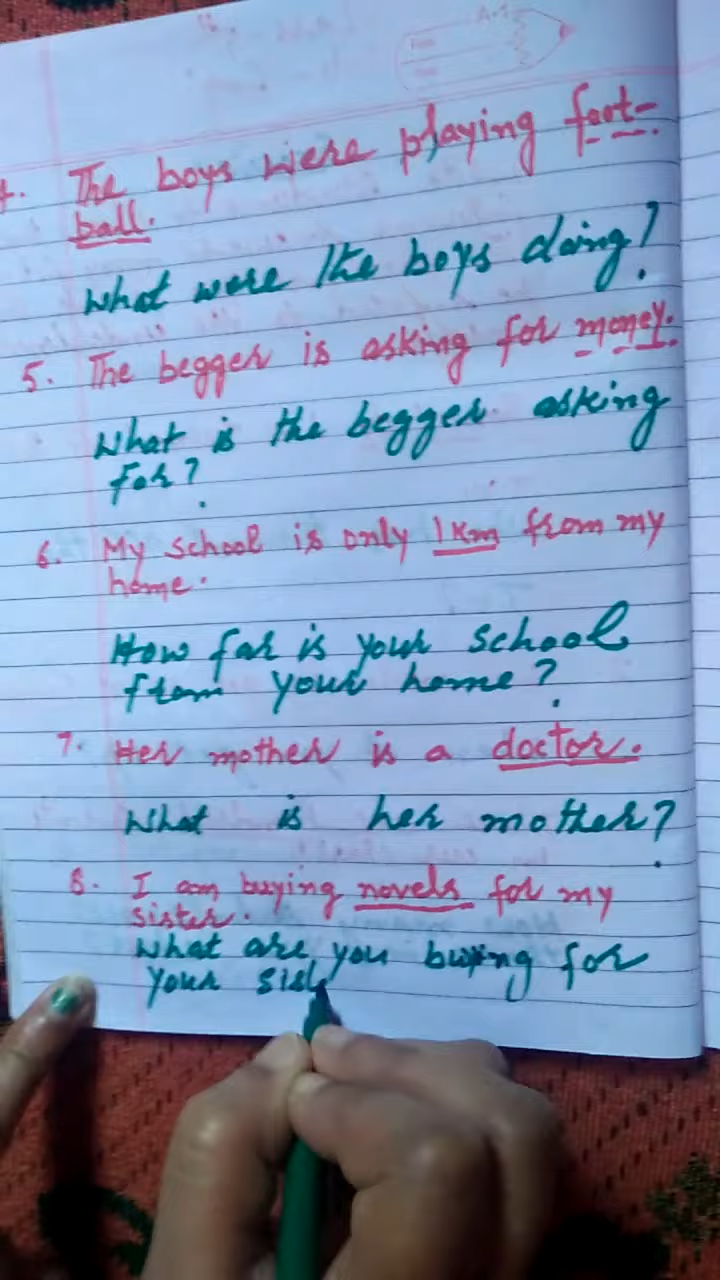 4. The boys were playing foot-
ball.
What were the boys doing?
5. The begger is asking for money.
What is the begger asking
for?
6. My school is only 1 Km from my
home.
How far is your school
from your home?
7. Her mother is a doctor.
What is her mother?
8. I am buying novels for my
sister.
What are you buying for
your sist